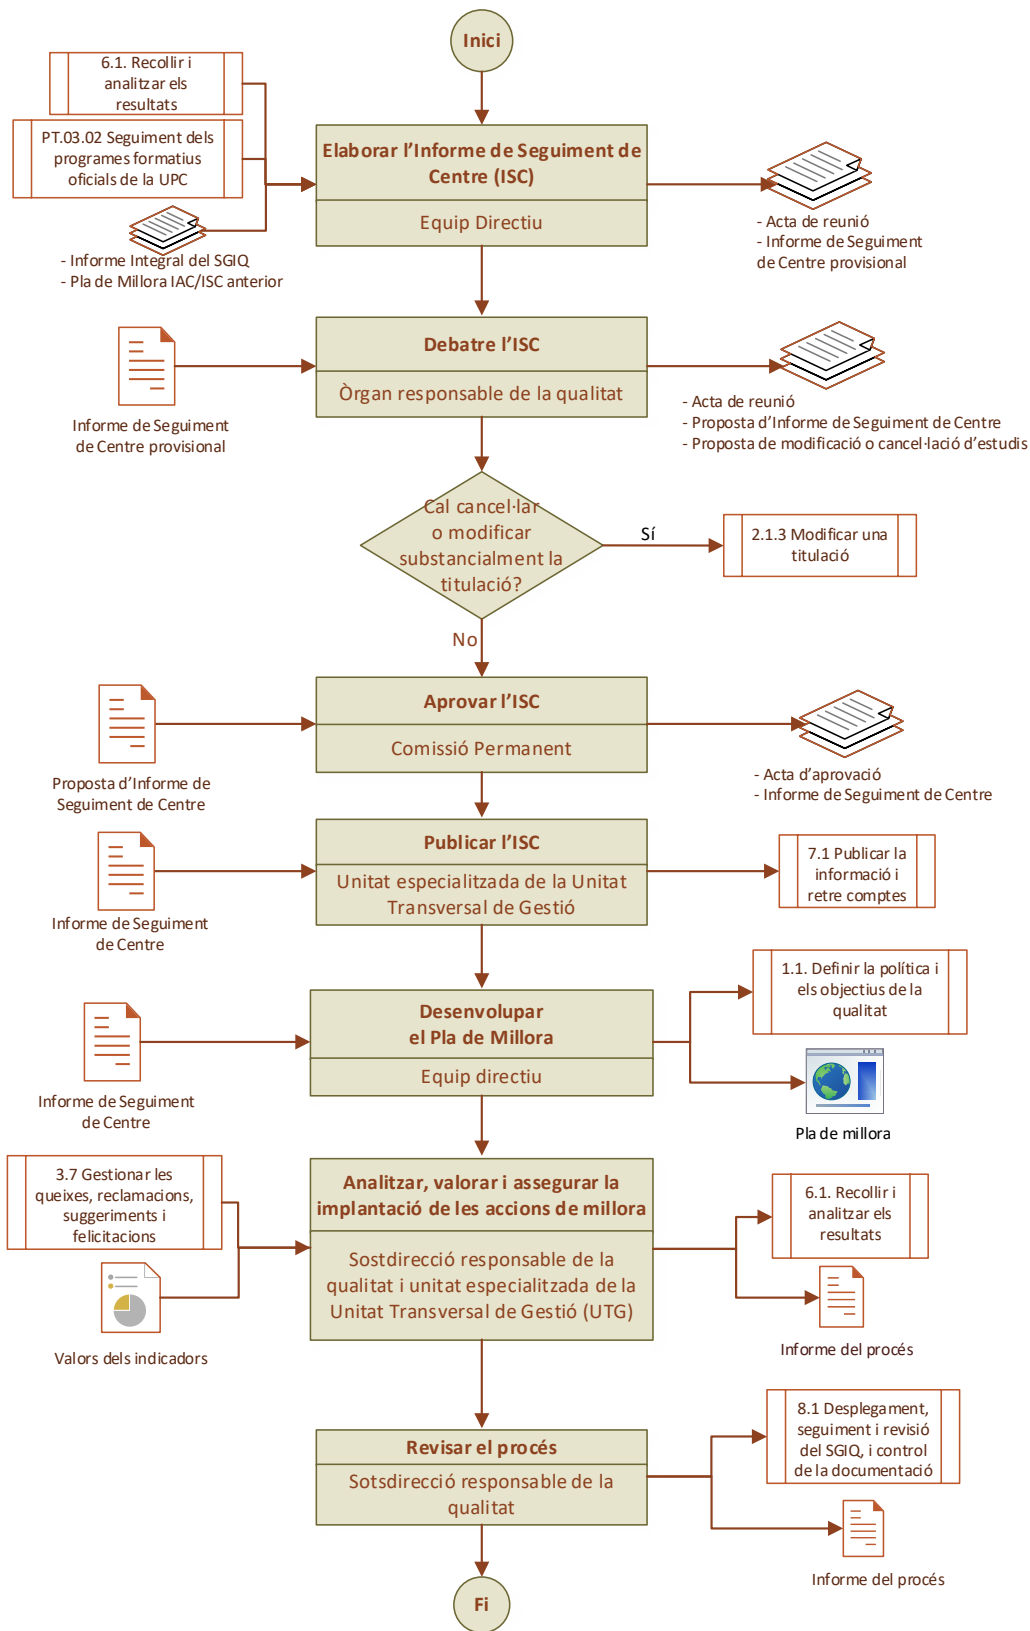 Inici
6.1. Recollir i
analitzar els
resultats
PT.03.02 Seguiment dels
programes formatius
oficials de la UPC
- Informe Integral del SGIQ
- Pla de Millora IAC/ISC anterior
Elaborar l’Informe de Seguiment de
Centre (ISC)
Equip Directiu
- Acta de reunió
- Informe de Seguiment
de Centre provisional
Informe de Seguiment
de Centre provisional
Debatre l’ISC
Òrgan responsable de la qualitat
- Acta de reunió
- Proposta d’Informe de Seguiment de Centre
- Proposta de modificació o cancel·lació d’estudis
Cal cancel·lar
o modificar
substancialment la
titulació?
Sí
2.1.3 Modificar una
titulació
No
Proposta d’Informe de
Seguiment de Centre
Aprovar l’ISC
Comissió Permanent
- Acta d’aprovació
- Informe de Seguiment de Centre
Informe de Seguiment
de Centre
Publicar l’ISC
Unitat especialitzada de la Unitat
Transversal de Gestió
7.1 Publicar la
informació i
retre comptes
Informe de Seguiment
de Centre
Desenvolupar
el Pla de Millora
Equip directiu
1.1. Definir la política i
els objectius de la
qualitat
Pla de millora
3.7 Gestionar les
queixes, reclamacions,
suggeriments i
felicitacions
Valors dels indicadors
Analitzar, valorar i assegurar la
implantació de les accions de millora
Sostdirecció responsable de la
qualitat i unitat especialitzada de la
Unitat Transversal de Gestió (UTG)
6.1. Recollir i
analitzar els
resultats
Informe del procés
Revisar el procés
Sotsdirecció responsable de la
qualitat
8.1 Desplegament,
seguiment i revisió
del SGIQ, i control
de la documentació
Informe del procés
Fi